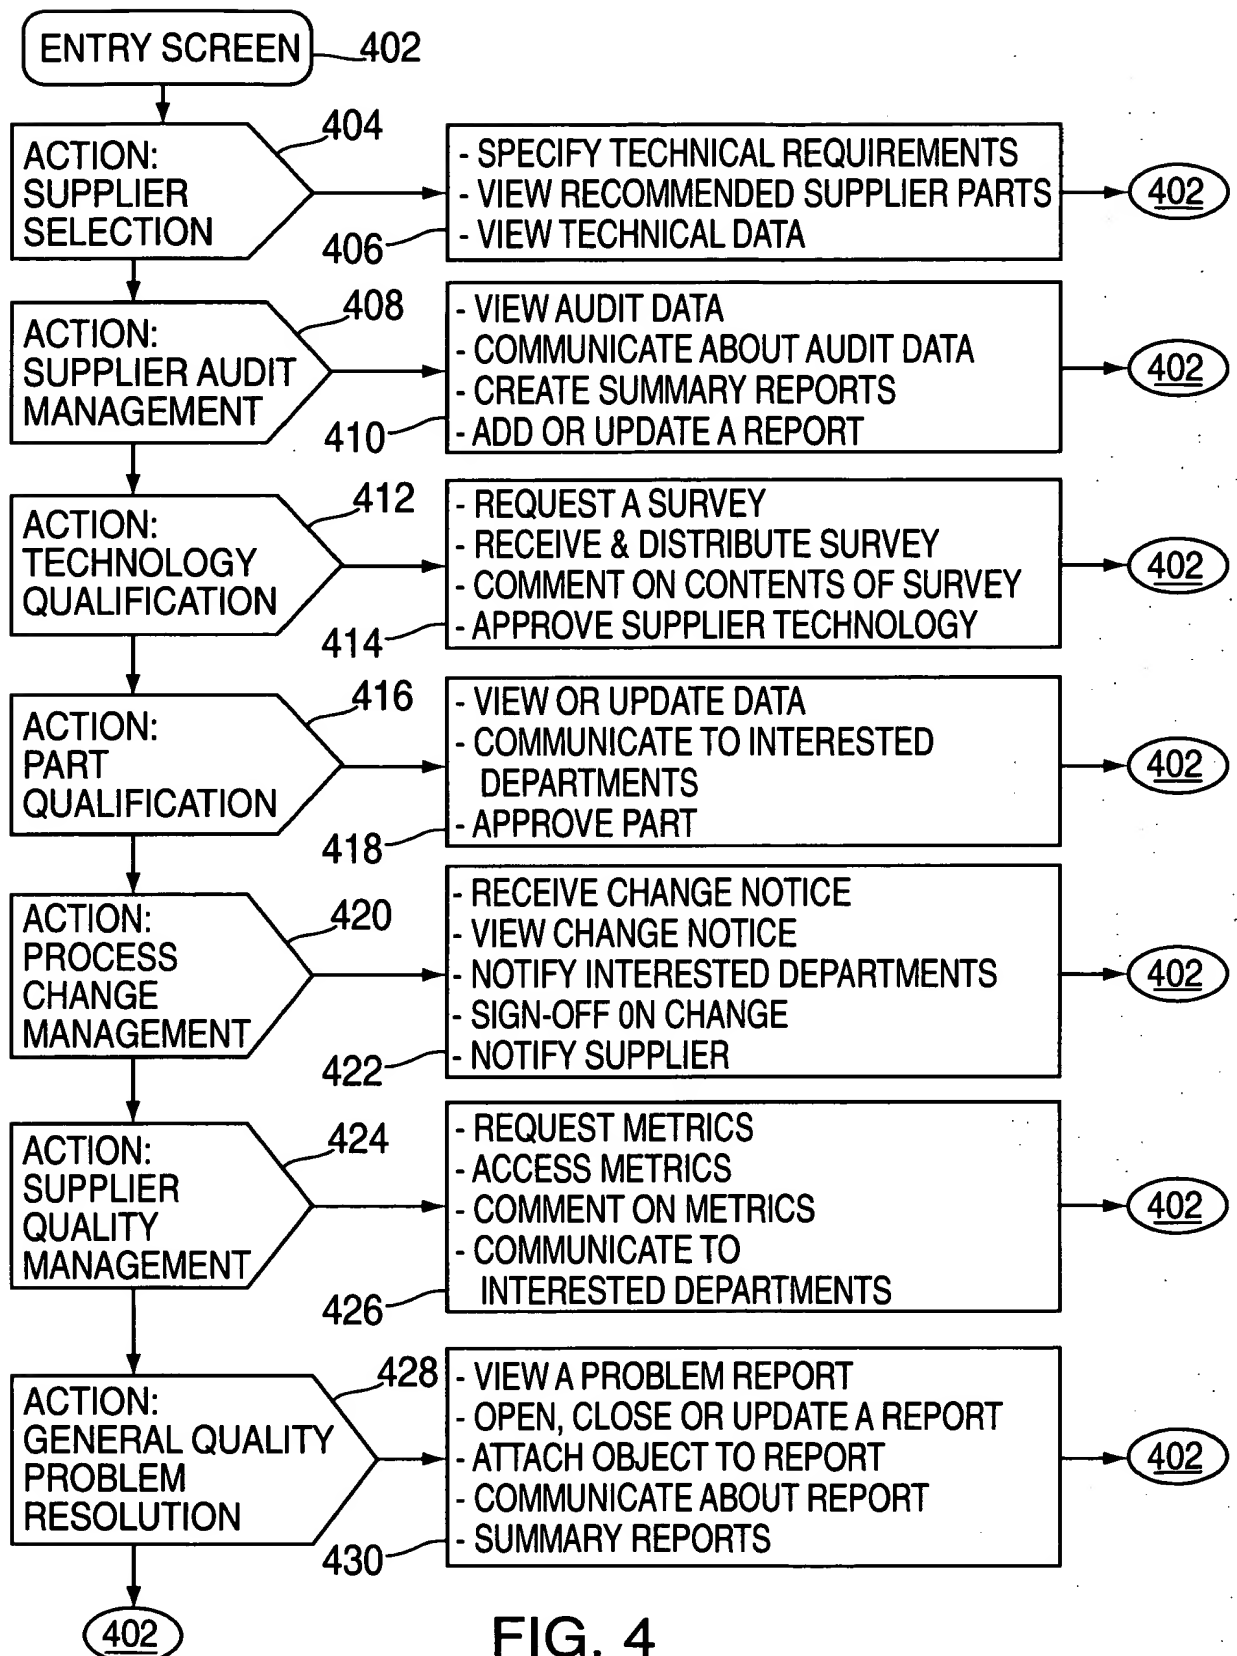 ENTRY SCREEN
402
ACTION:
SUPPLIER
SELECTION
404
- SPECIFY TECHNICAL REQUIREMENTS
- VIEW RECOMMENDED SUPPLIER PARTS
- VIEW TECHNICAL DATA
406
402
ACTION:
SUPPLIER AUDIT
MANAGEMENT
408
- VIEW AUDIT DATA
- COMMUNICATE ABOUT AUDIT DATA
- CREATE SUMMARY REPORTS
- ADD OR UPDATE A REPORT
410
402
ACTION:
TECHNOLOGY
QUALIFICATION
412
- REQUEST A SURVEY
- RECEIVE & DISTRIBUTE SURVEY
- COMMENT ON CONTENTS OF SURVEY
- APPROVE SUPPLIER TECHNOLOGY
414
402
ACTION:
PART
QUALIFICATION
416
- VIEW OR UPDATE DATA
- COMMUNICATE TO INTERESTED
DEPARTMENTS
- APPROVE PART
418
402
ACTION:
PROCESS
CHANGE
MANAGEMENT
420
- RECEIVE CHANGE NOTICE
- VIEW CHANGE NOTICE
- NOTIFY INTERESTED DEPARTMENTS
- SIGN-OFF ON CHANGE
- NOTIFY SUPPLIER
422
402
ACTION:
SUPPLIER
QUALITY
MANAGEMENT
424
- REQUEST METRICS
- ACCESS METRICS
- COMMENT ON METRICS
- COMMUNICATE TO
INTERESTED DEPARTMENTS
426
402
ACTION:
GENERAL QUALITY
PROBLEM
RESOLUTION
428
- VIEW A PROBLEM REPORT
- OPEN, CLOSE OR UPDATE A REPORT
- ATTACH OBJECT TO REPORT
- COMMUNICATE ABOUT REPORT
- SUMMARY REPORTS
430
402
402
FIG. 4